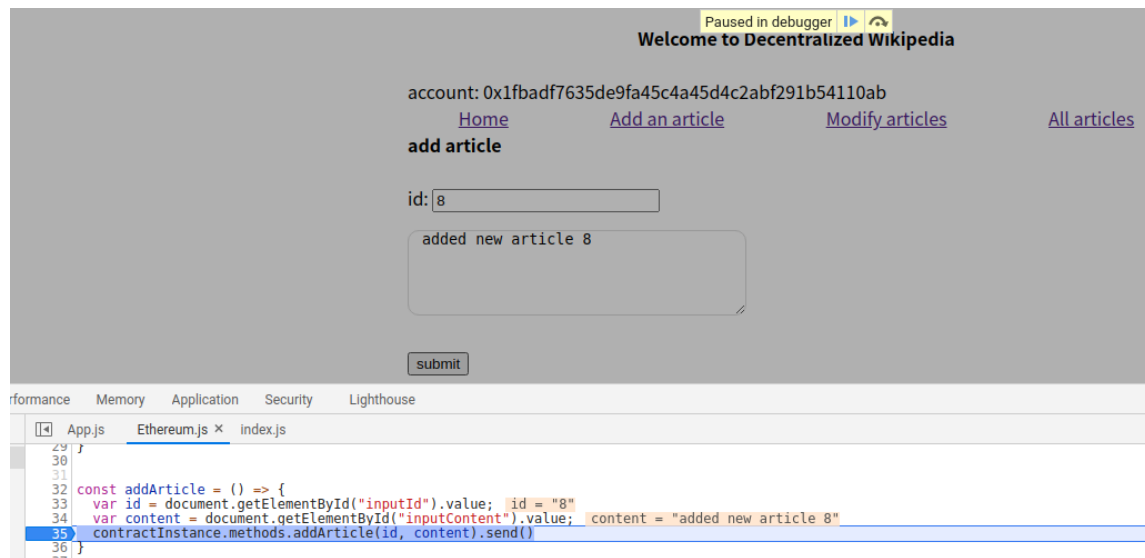 Paused in debugger
Welcome to Decentralized Wikipedia
account: 0x1fbadf7635de9fa45c4a45d4c2abf291b54110ab
Home Add an article Modify articles All articles
add article
id: 8
added new article 8
submit
rformance Memory Application Security Lighthouse
App.js Ethereum.js × index.js
29 }
30
31
32 const addArticle = () => {
33 var id = document.getElementById("inputId").value; id = "8"
34 var content = document.getElementById("inputContent").value; content = "added new article 8"
35 contractInstance.methods.addArticle(id, content).send()
36 }